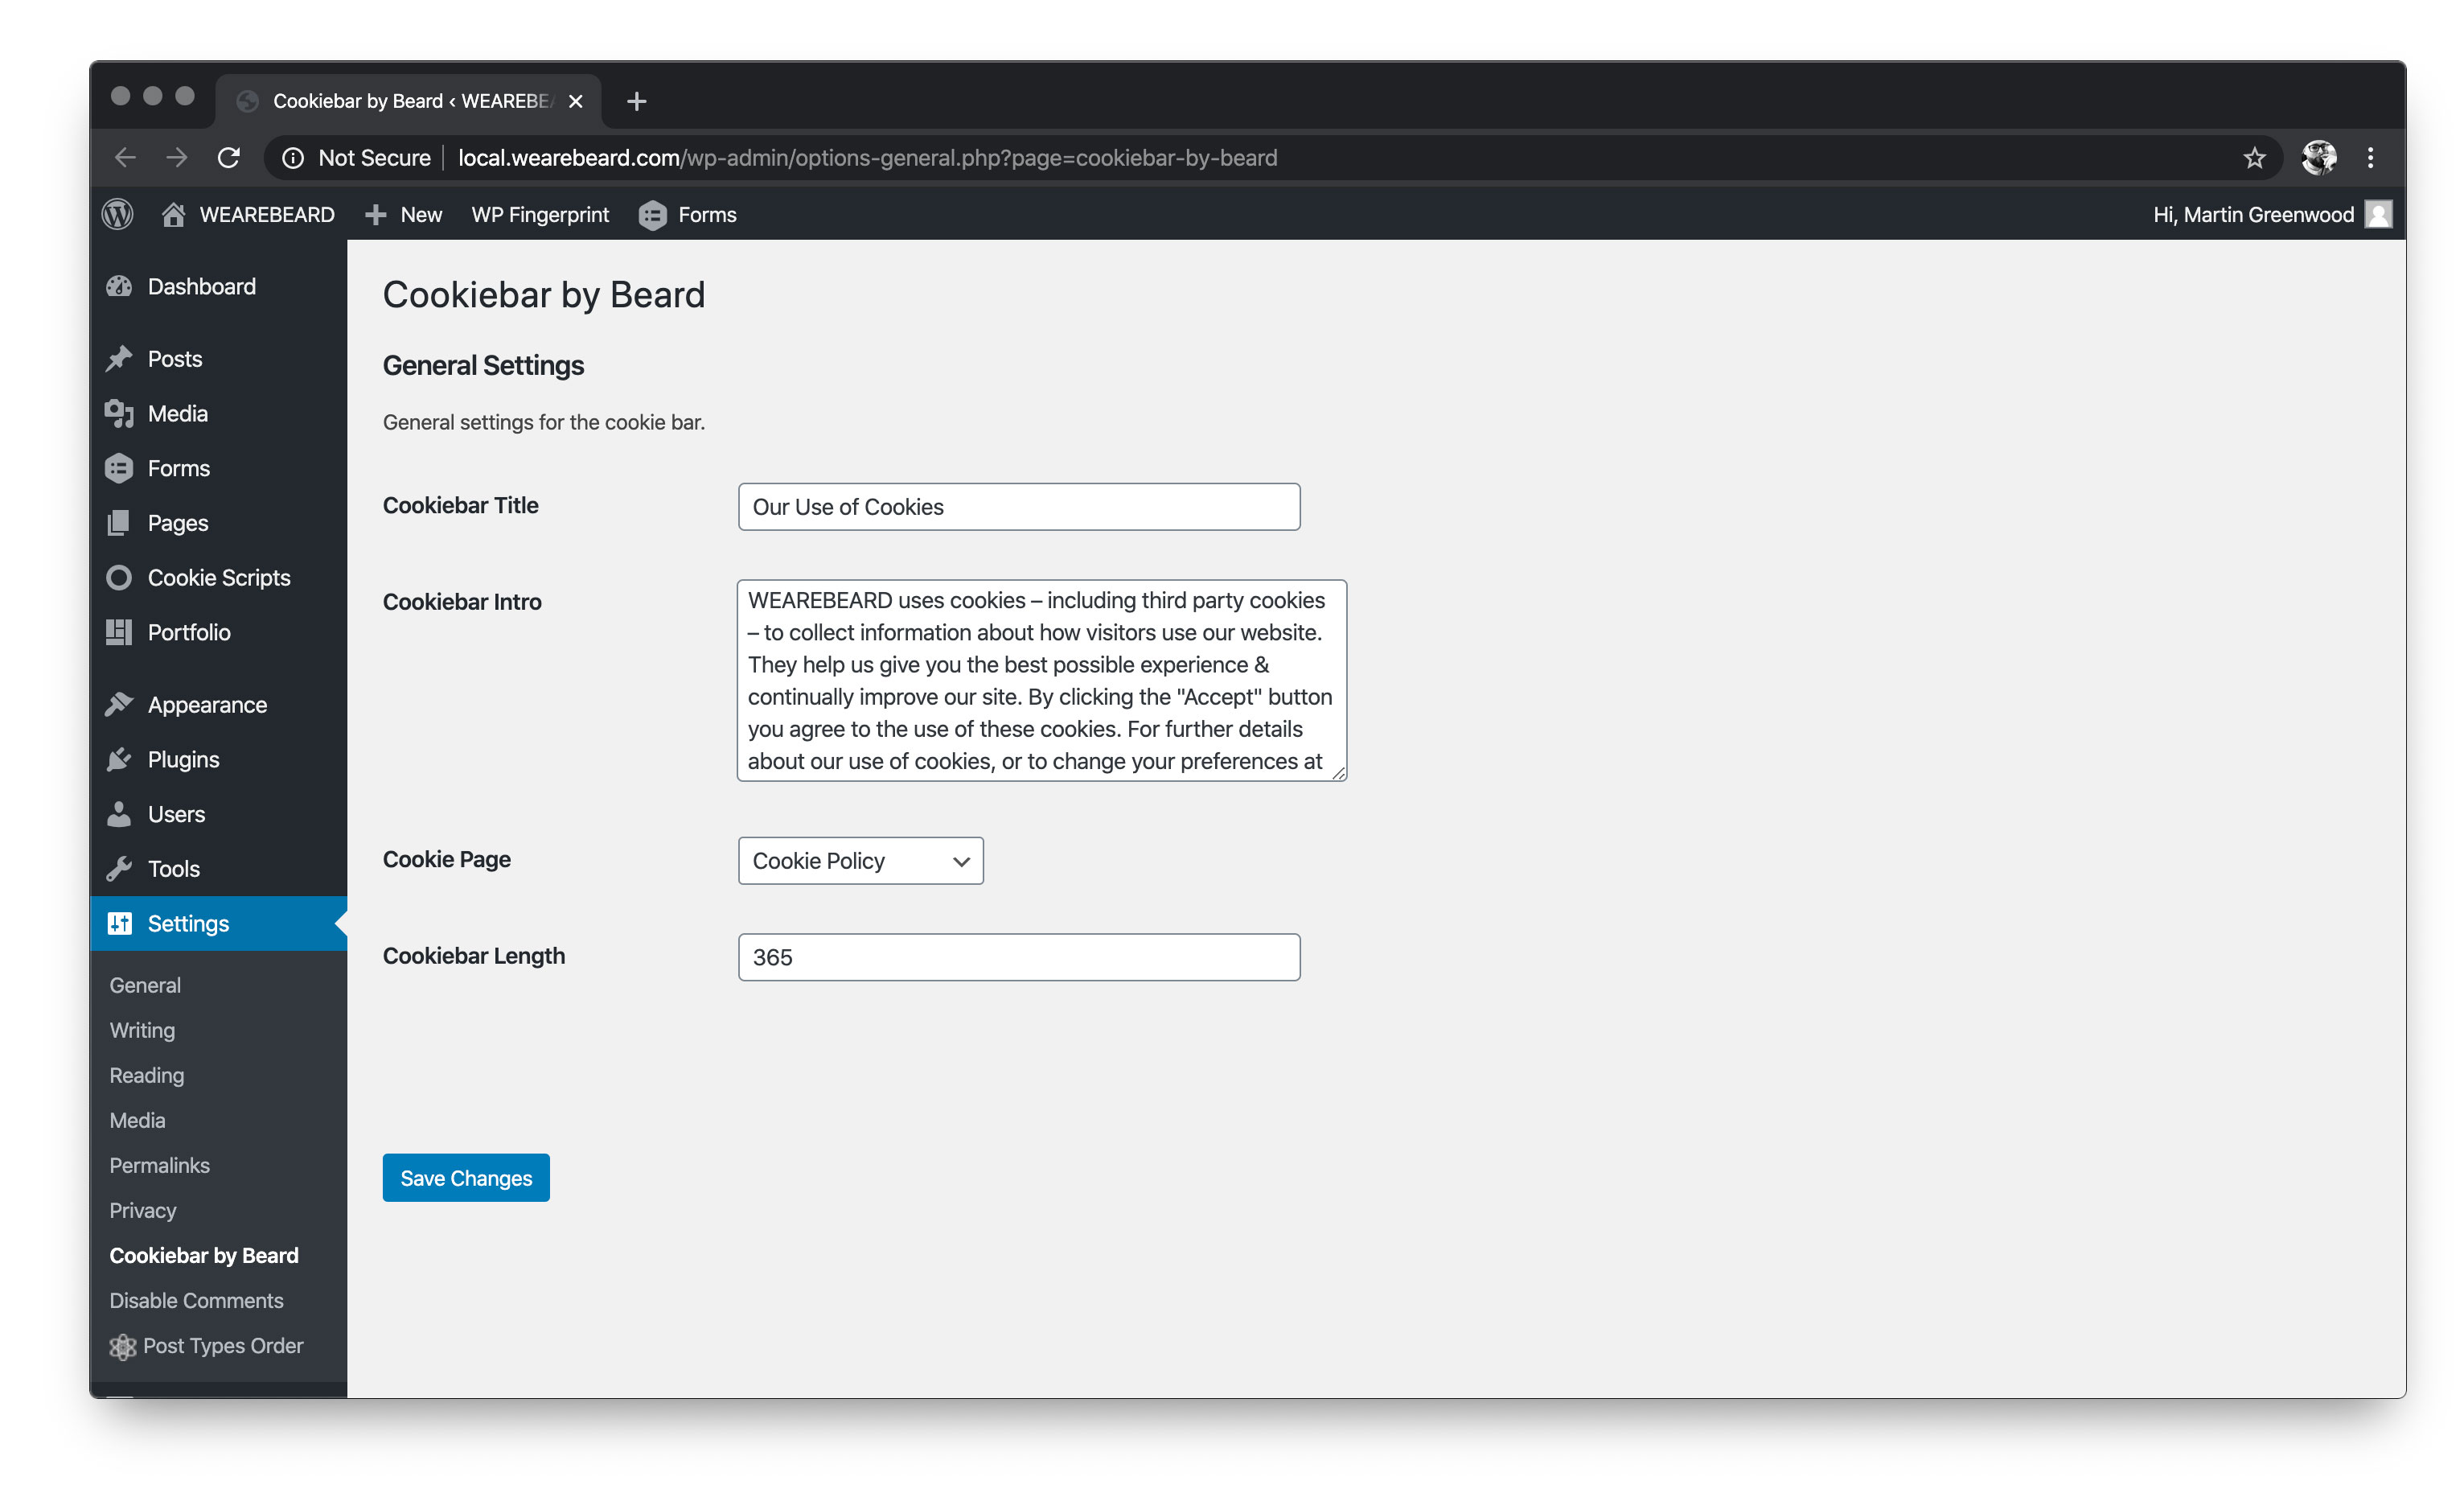 Cookiebar by Beard ‹ WEAREBE
Not Secure local.wearebeard.com/wp-admin/options-general.php?page=cookiebar-by-beard
WEAREBEARD New WP Fingerprint Forms Hi, Martin Greenwood
Dashboard
Posts
Media
Forms
Pages
Cookie Scripts
Portfolio
Appearance
Plugins
Users
Tools
Settings
General
Writing
Reading
Media
Permalinks
Privacy
Cookiebar by Beard
Disable Comments
Post Types Order
Cookiebar by Beard
General Settings
General settings for the cookie bar.
Cookiebar Title
Our Use of Cookies
Cookiebar Intro
WEAREBEARD uses cookies – including third party cookies
– to collect information about how visitors use our website.
They help us give you the best possible experience &
continually improve our site. By clicking the "Accept" button
you agree to the use of these cookies. For further details
about our use of cookies, or to change your preferences at
Cookie Page
Cookie Policy
Cookiebar Length
365
Save Changes